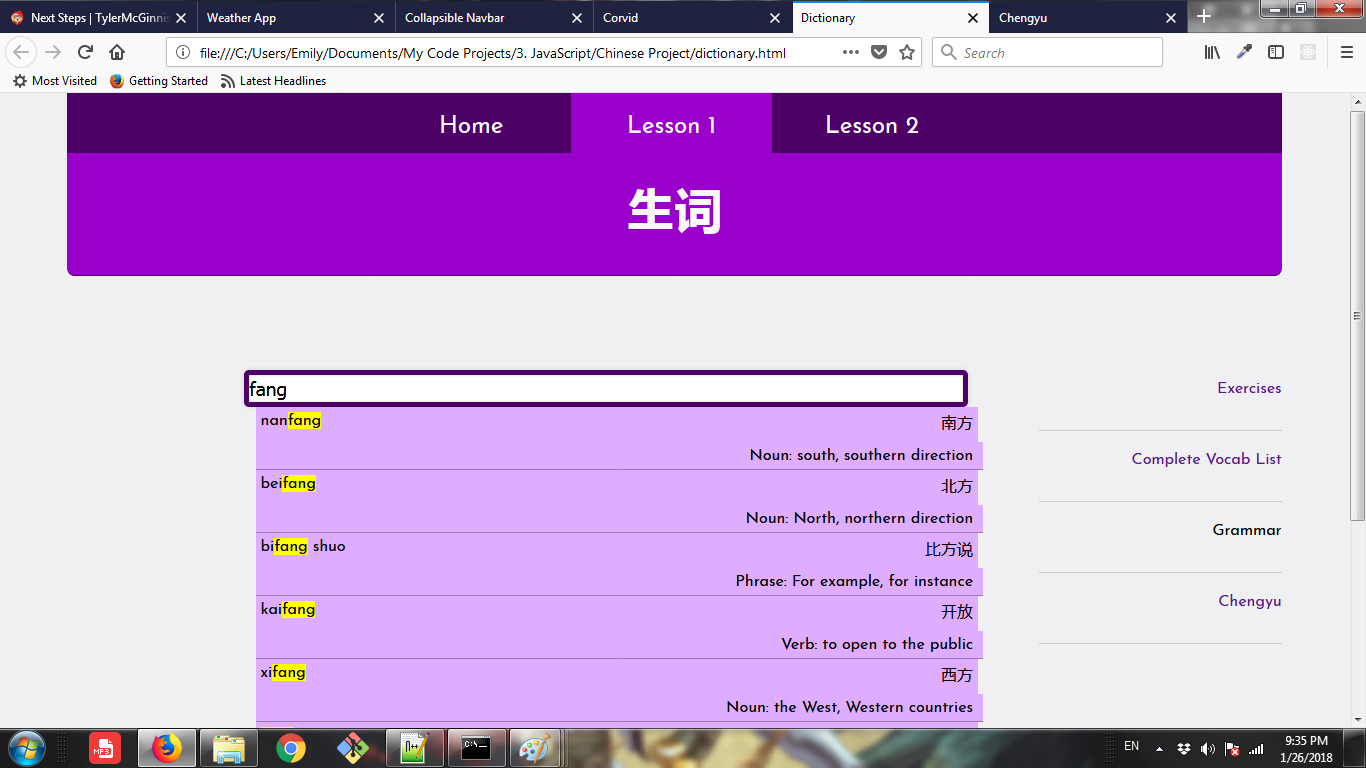 Next Steps | TylerMcGinnis
Weather App
Collapsible Navbar
Corvid
Dictionary
Chengyu
file:///C:/Users/Emily/Documents/My Code Projects/3. JavaScript/Chinese Project/dictionary.html
Search
Most Visited
Getting Started
Latest Headlines
Home
Lesson 1
Lesson 2
生词
fang
nanfang 南方
Noun: south, southern direction
beifang 北方
Noun: North, northern direction
bifang shuo 比方说
Phrase: For example, for instance
kaifang 开放
Verb: to open to the public
xifang 西方
Noun: the West, Western countries
Exercises
Complete Vocab List
Grammar
Chengyu
MP3
C:\
EN
9:35 PM
1/26/2018